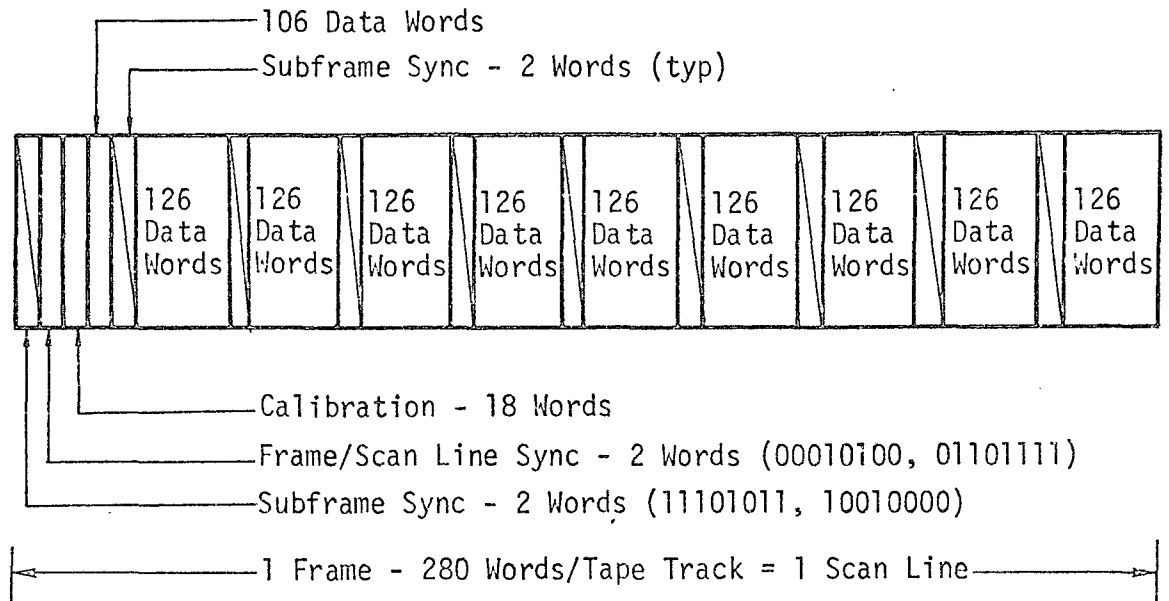 106 Data Words
Subframe Sync - 2 Words (typ)
126 Data Words
126 Data Words
126 Data Words
126 Data Words
126 Data Words
126 Data Words
126 Data Words
126 Data Words
126 Data Words
Calibration - 18 Words
Frame/Scan Line Sync - 2 Words (00010100, 01101111)
Subframe Sync - 2 Words (11101011, 10010000)
1 Frame - 280 Words/Tape Track = 1 Scan Line